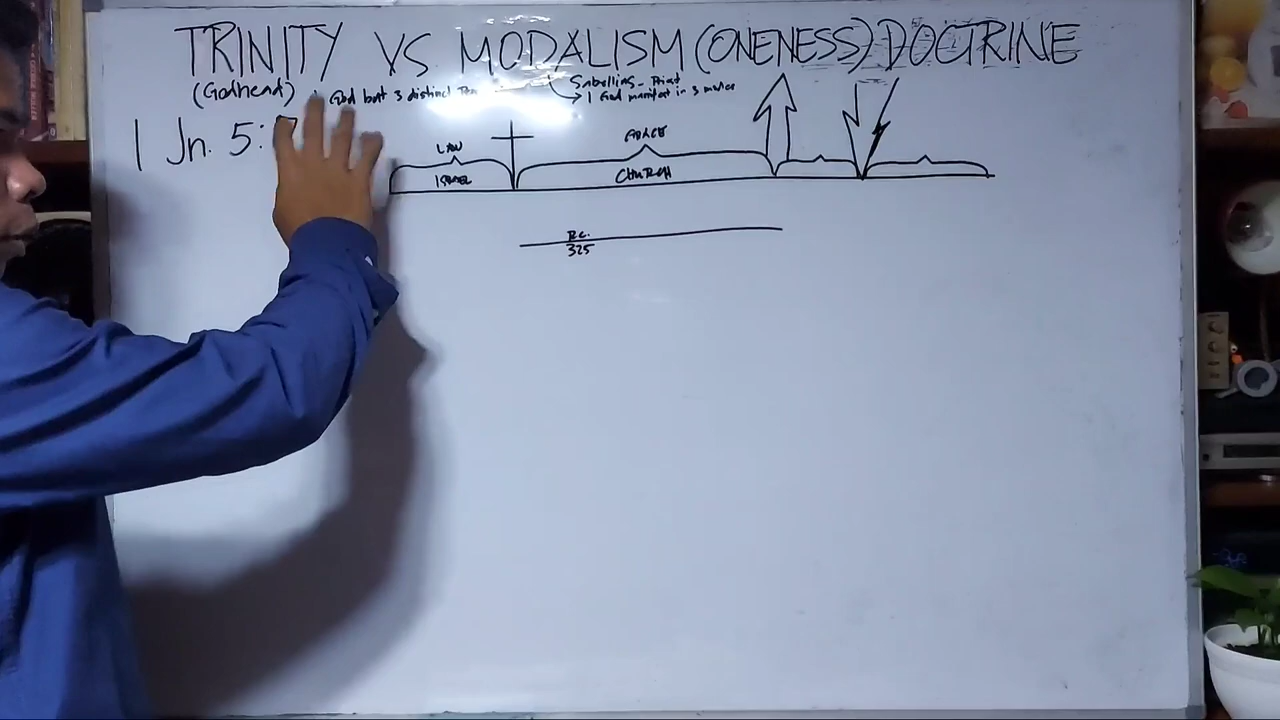 TRINITY VS MODALISM (ONENESS) DOCTRINE
(Godhead) God but 3 distinct
Sabellius - Priest
1 God manifest in 3 modes
1 Jn. 5:7
LAW GRACE
ISRAEL CHURCH
R.C.
325